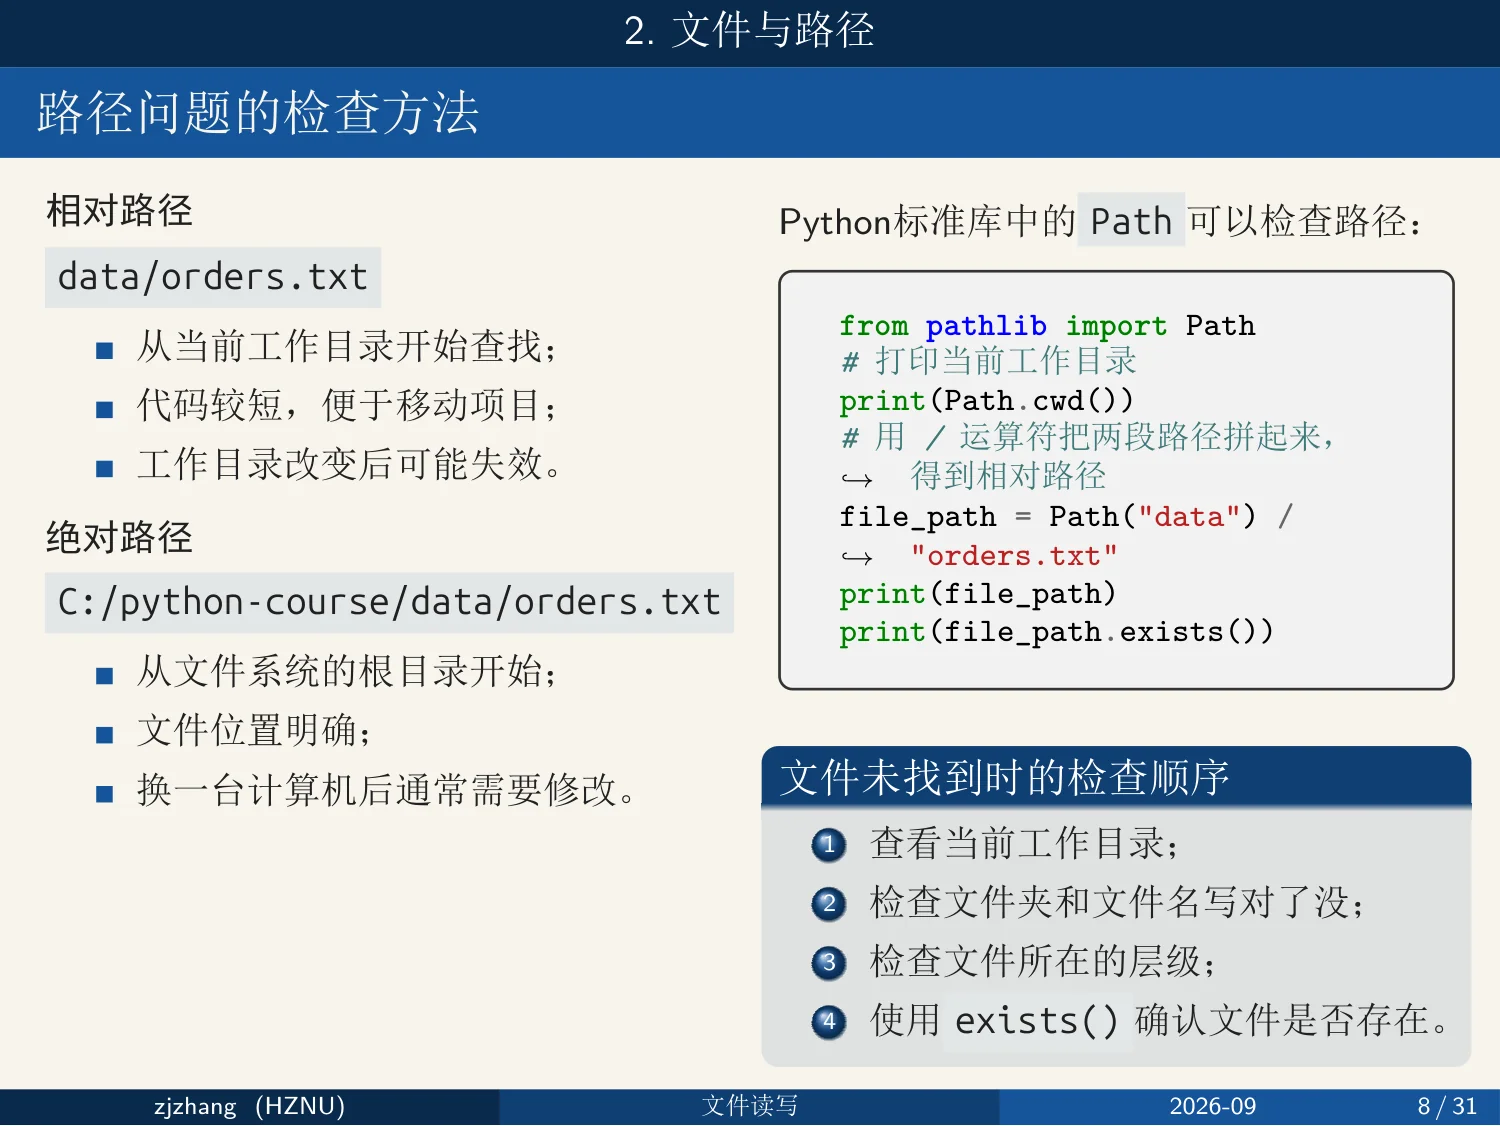 2. 文件与路径
路径问题的检查方法
相对路径
data/orders.txt
从当前工作目录开始查找；
代码较短，便于移动项目；
工作目录改变后可能失效。
绝对路径
C:/python-course/data/orders.txt
从文件系统的根目录开始；
文件位置明确；
换一台计算机后通常需要修改。
Python标准库中的 Path 可以检查路径：
from pathlib import Path
# 打印当前工作目录
print(Path.cwd())
# 用 / 运算符把两段路径拼起来，
↪ 得到相对路径
file_path = Path("data") /
↪ "orders.txt"
print(file_path)
print(file_path.exists())
文件未找到时的检查顺序
1 查看当前工作目录；
2 检查文件夹和文件名写对了没；
3 检查文件所在的层级；
4 使用 exists() 确认文件是否存在。
zjzhang (HZNU) 文件读写 2026-09 8 / 31